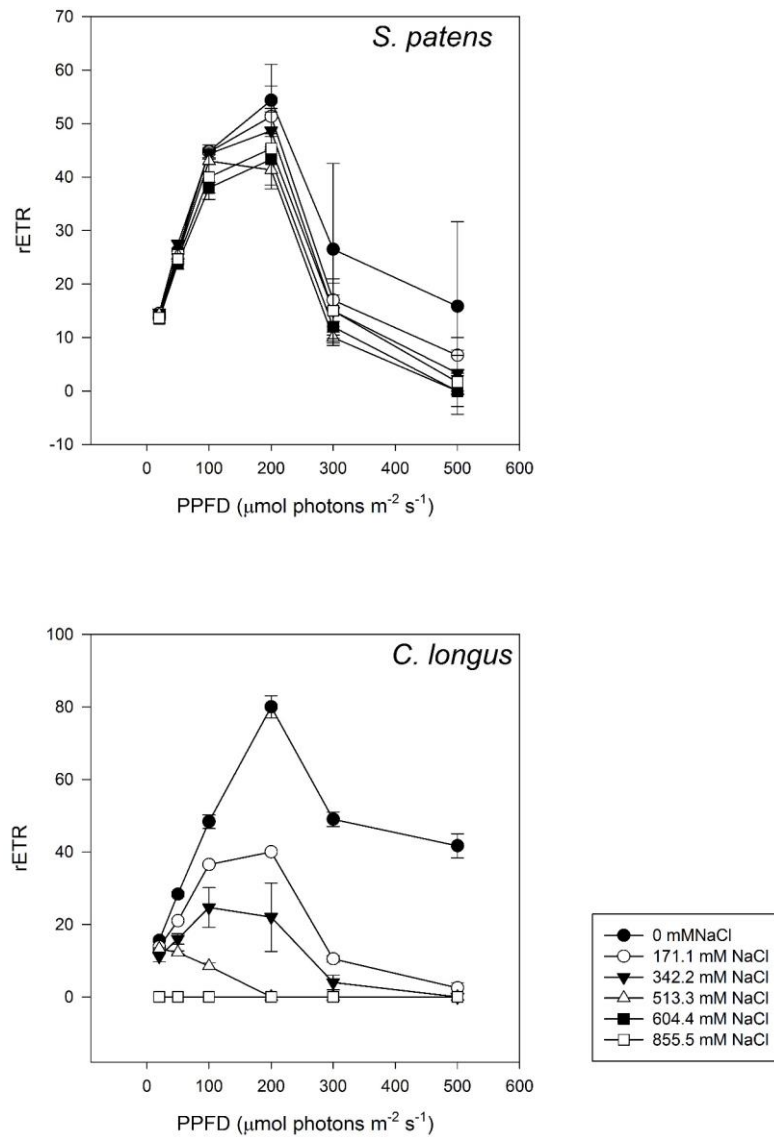 S. patens
70
60
50
40
30
20
10
0
-10
rETR
0 100 200 300 400 500 600
PPFD (μmol photons m⁻² s⁻¹)
C. longus
100
80
60
40
20
0
rETR
0 100 200 300 400 500 600
PPFD (μmol photons m⁻² s⁻¹)
0 mMNaCl
171.1 mM NaCl
342.2 mM NaCl
513.3 mM NaCl
604.4 mM NaCl
855.5 mM NaCl